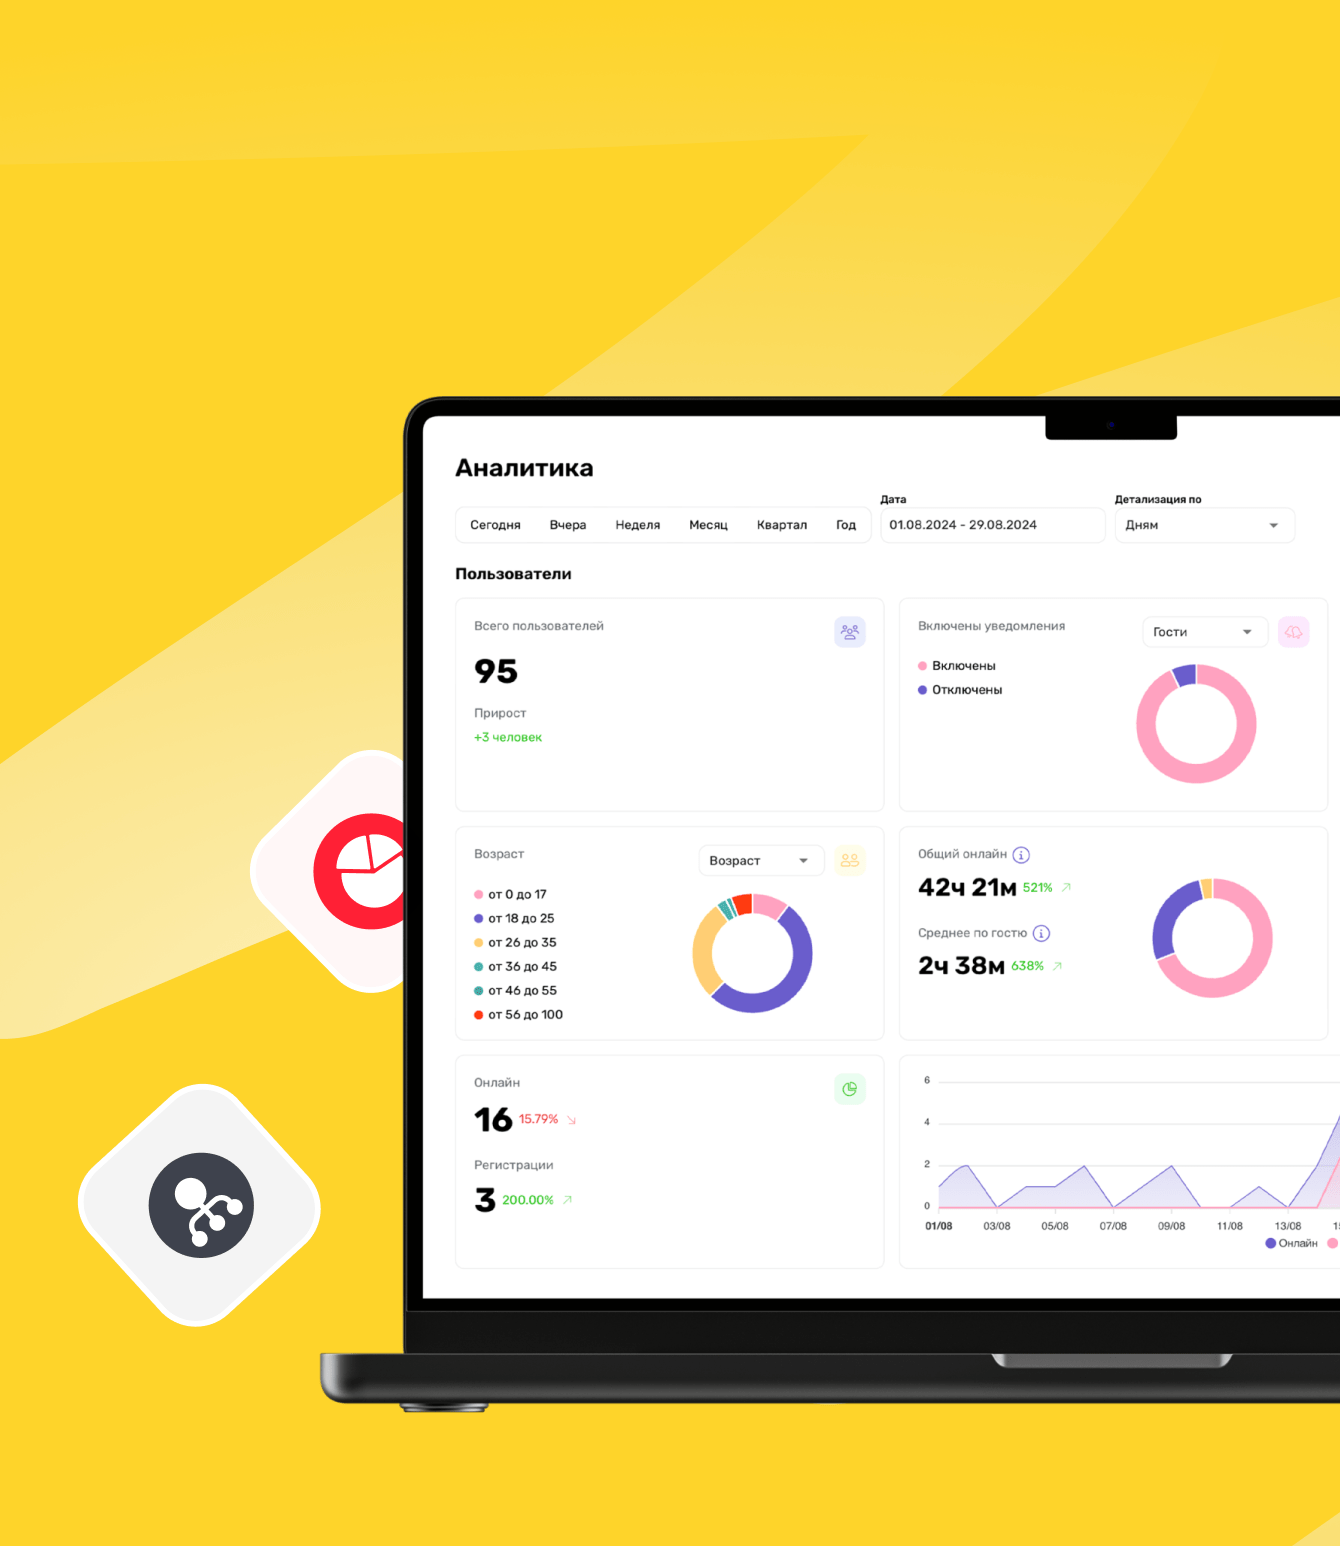 Аналитика
Дата
Детализация по
Сегодня Вчера Неделя Месяц Квартал Год
01.08.2024 - 29.08.2024
Дням
Пользователи
Всего пользователей
95
Прирост
+3 человек
Включены уведомления
Гости
Включены
Отключены
Возраст
Возраст
от 0 до 17
от 18 до 25
от 26 до 35
от 36 до 45
от 46 до 55
от 56 до 100
Общий онлайн
42ч 21м 521%
Среднее по гостю
2ч 38м 638%
Онлайн
16 15.79%
Регистрации
3 200.00%
6
4
2
0
01/08 03/08 05/08 07/08 09/08 11/08 13/08
Онлайн